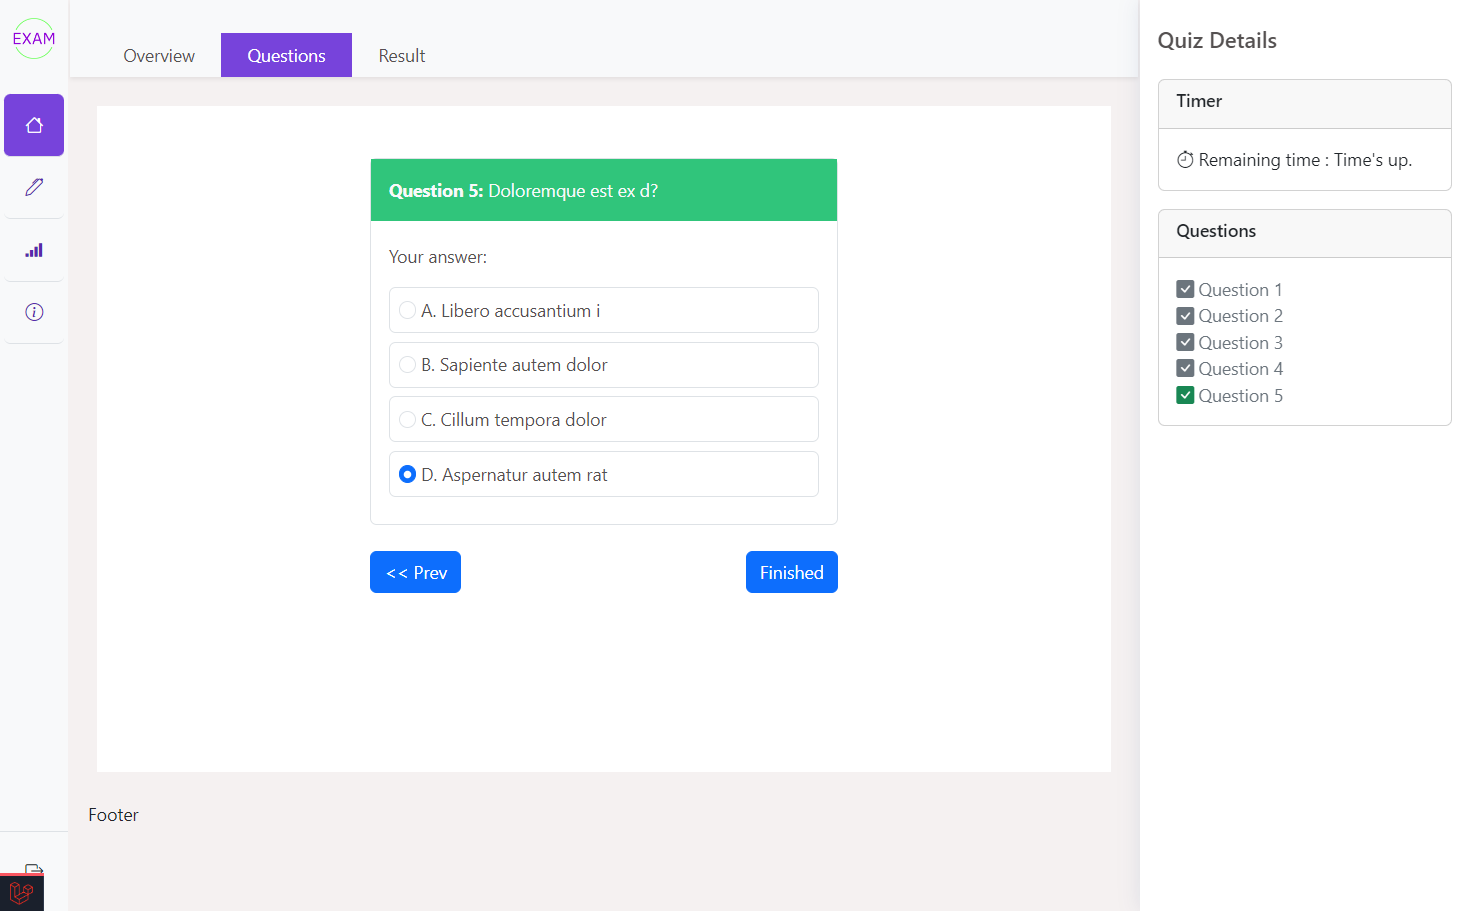 EXAM
Overview
Questions
Result
Question 5: Doloremque est ex d?
Your answer:
A. Libero accusantium i
B. Sapiente autem dolor
C. Cillum tempora dolor
D. Aspernatur autem rat
<< Prev
Finished
Footer
Quiz Details
Timer
Remaining time : Time's up.
Questions
Question 1
Question 2
Question 3
Question 4
Question 5